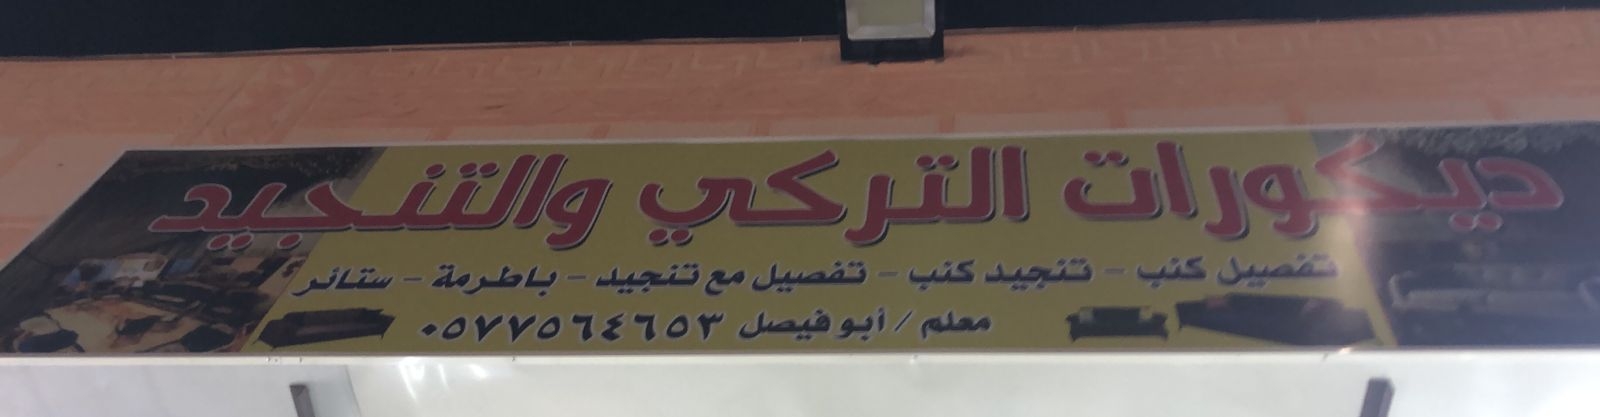 ديكورات التركي والتنجيد
تفصيل كنب - تنجيد كنب - تفصيل مع تنجيد - باطرمة - ستائر
معلم / أبو فيصل ٠٥٧٧٥٦٤٦٥٣